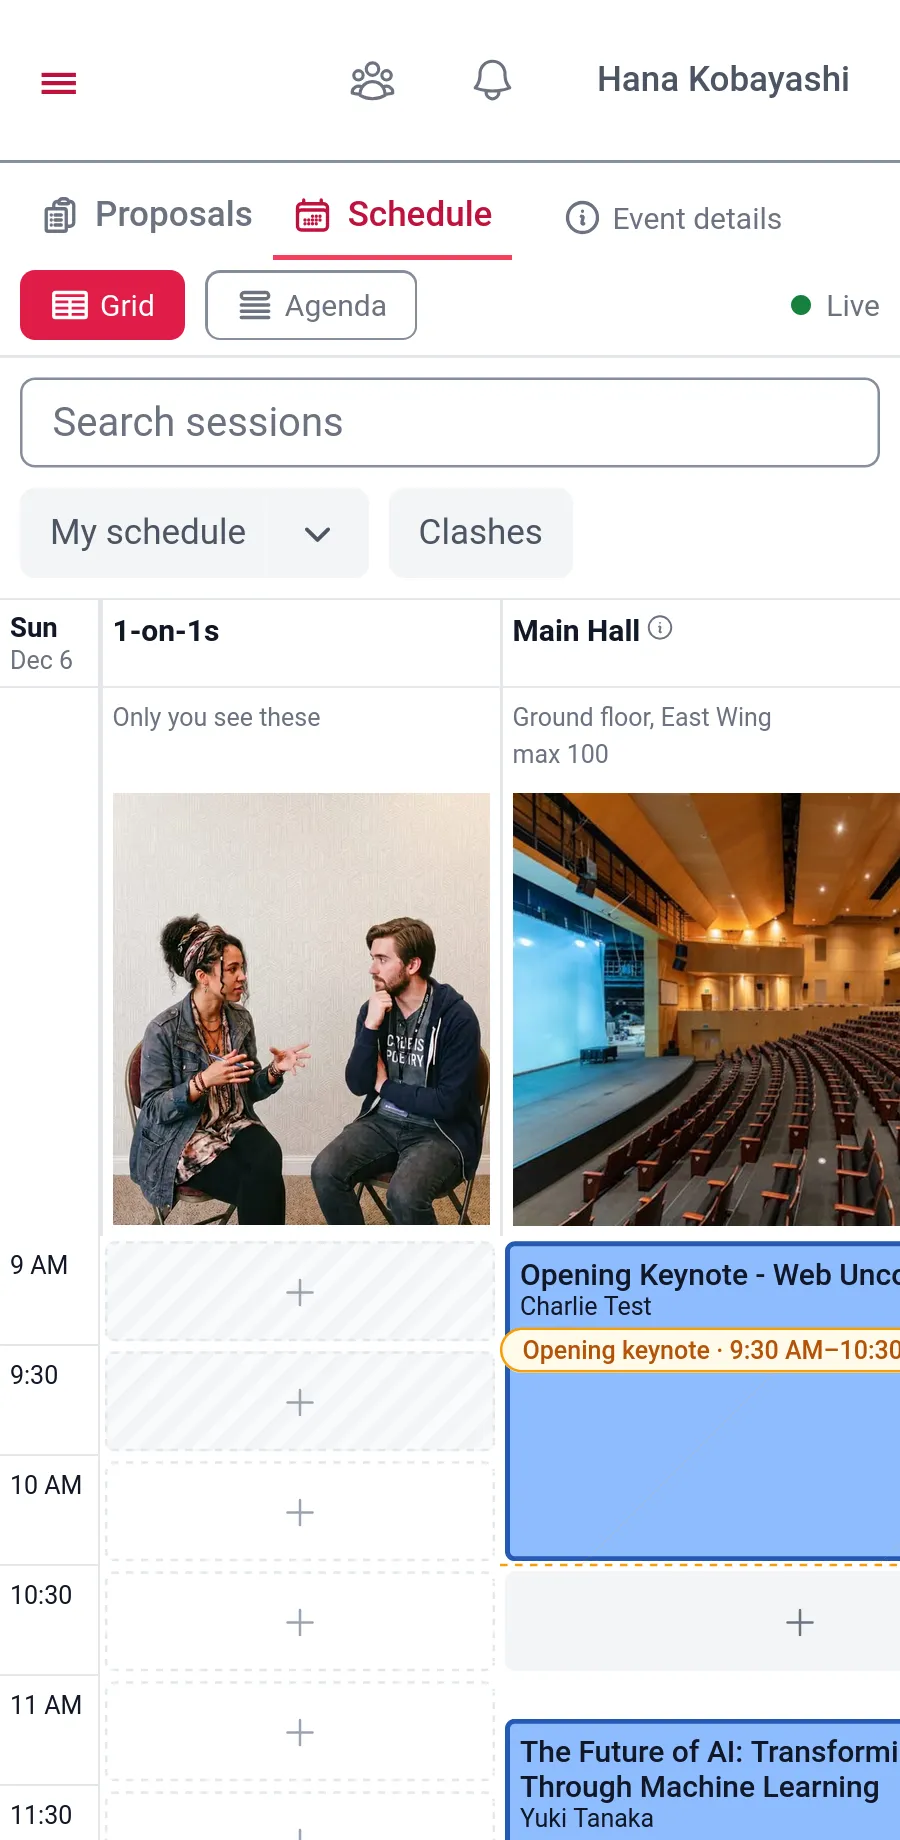 Hana Kobayashi
Proposals
Schedule
Event details
Grid
Agenda
Live
Search sessions
My schedule
Clashes
Sun
Dec 6
1-on-1s
Main Hall
Only you see these
Ground floor, East Wing
max 100
9 AM
Opening Keynote - Web Unco
Charlie Test
Opening keynote · 9:30 AM–10:30
9:30
10 AM
10:30
11 AM
The Future of AI: Transformi
Through Machine Learning
Yuki Tanaka
11:30